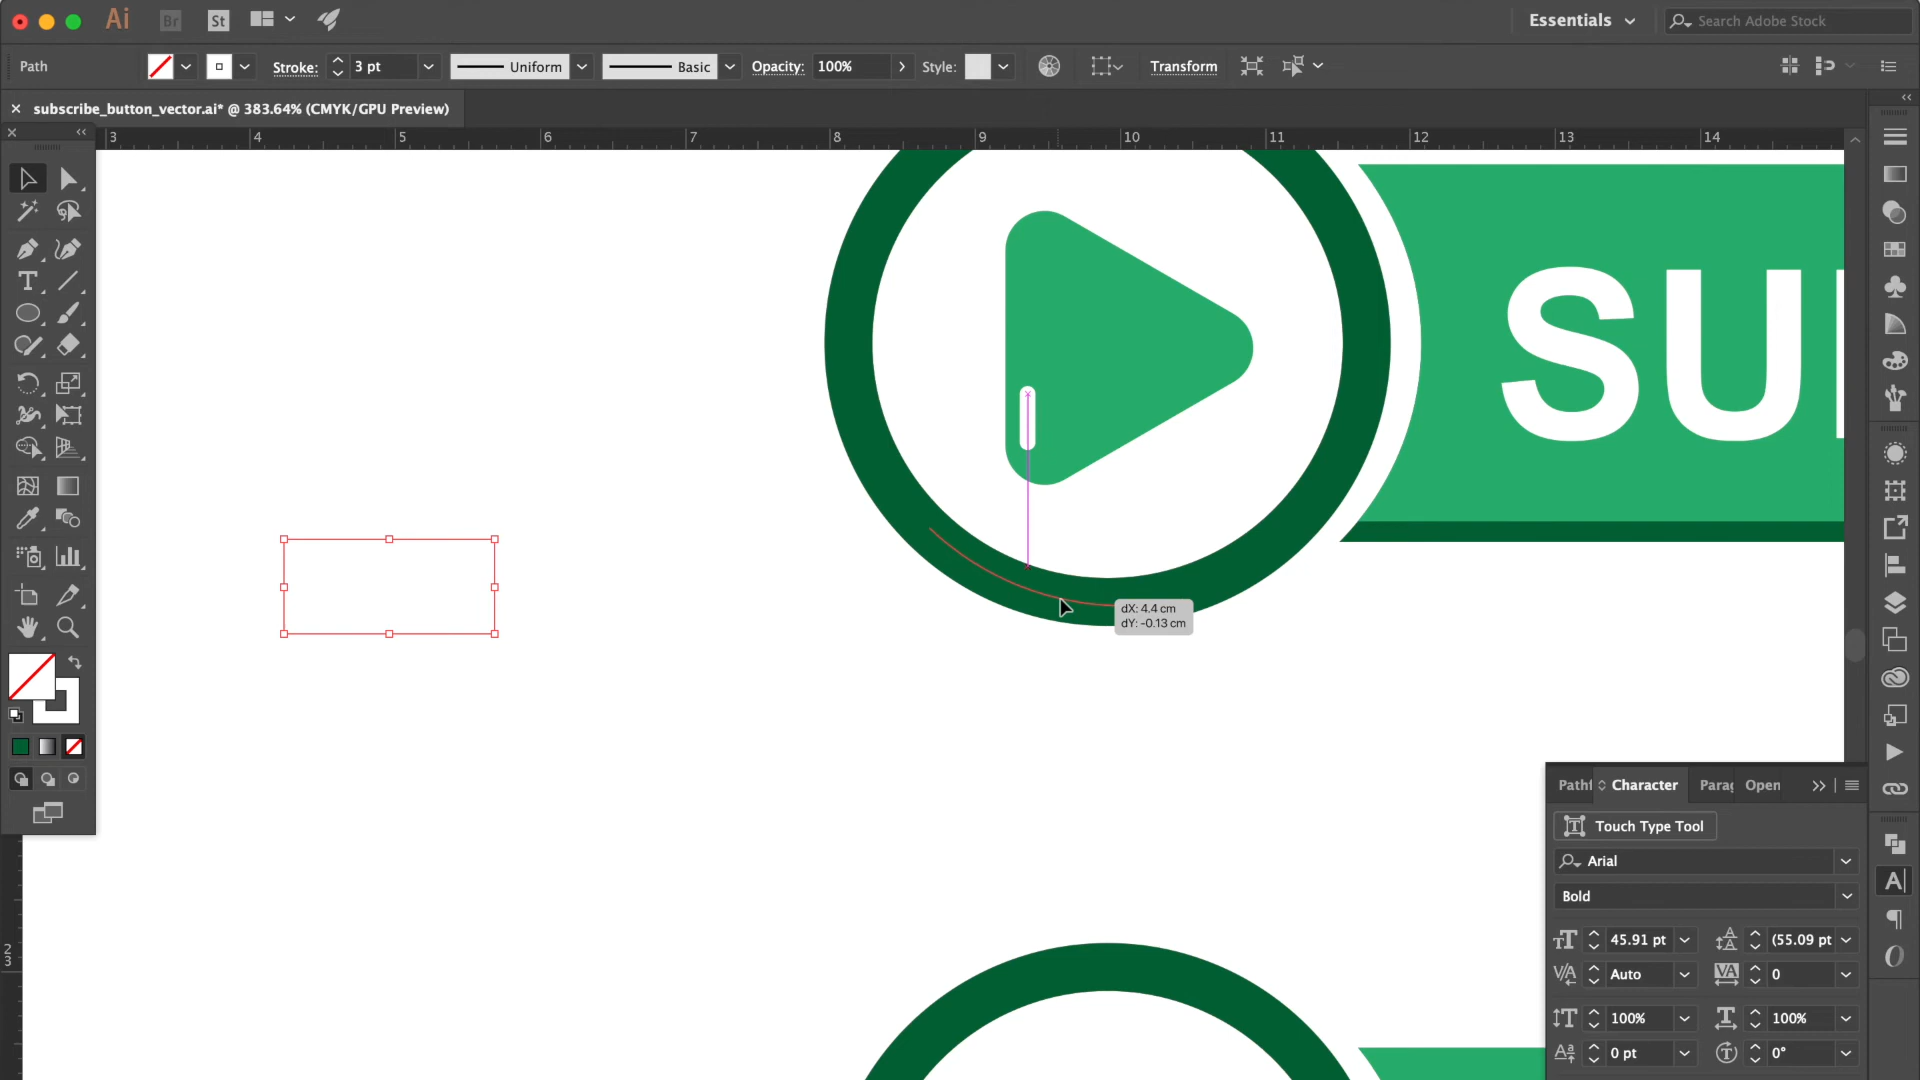 Ai Br St Essentials Search Adobe Stock
Path Stroke: 3 pt Uniform Basic Opacity: 100% Style: Transform
× subscribe_button_vector.ai* @ 383.64% (CMYK/GPU Preview)
3 4 5 6 7 8 9 10 11 12 13 14
SU
dX: 4.4 cm
dY: -0.13 cm
2
3
Pathf Character Parag Open
Touch Type Tool
Arial
Bold
45.91 pt (55.09 pt
Auto 0
100% 100%
0 pt 0°